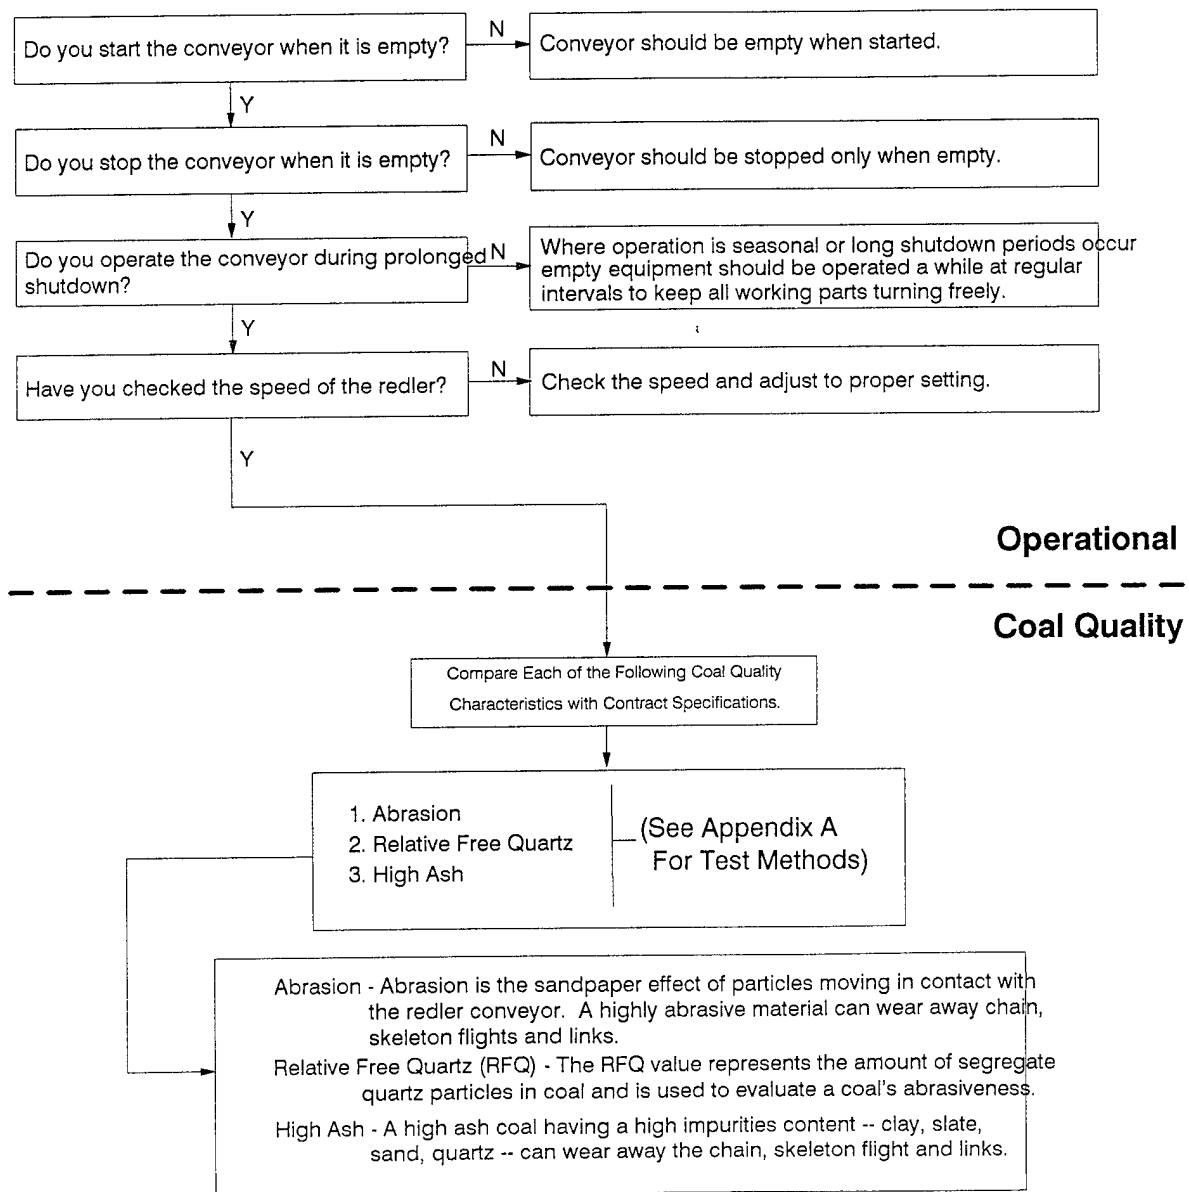 Do you start the conveyor when it is empty?
N
Conveyor should be empty when started.
Y
Do you stop the conveyor when it is empty?
N
Conveyor should be stopped only when empty.
Y
Do you operate the conveyor during prolonged
shutdown?
N
Where operation is seasonal or long shutdown periods occur
empty equipment should be operated a while at regular
intervals to keep all working parts turning freely.
Y
Have you checked the speed of the redler?
N
Check the speed and adjust to proper setting.
Y
Operational
Coal Quality
Compare Each of the Following Coal Quality
Characteristics with Contract Specifications.
1. Abrasion
2. Relative Free Quartz
3. High Ash
(See Appendix A
For Test Methods)
Abrasion - Abrasion is the sandpaper effect of particles moving in contact with
the redler conveyor. A highly abrasive material can wear away chain,
skeleton flights and links.
Relative Free Quartz (RFQ) - The RFQ value represents the amount of segregate
quartz particles in coal and is used to evaluate a coal's abrasiveness.
High Ash - A high ash coal having a high impurities content -- clay, slate,
sand, quartz -- can wear away the chain, skeleton flight and links.